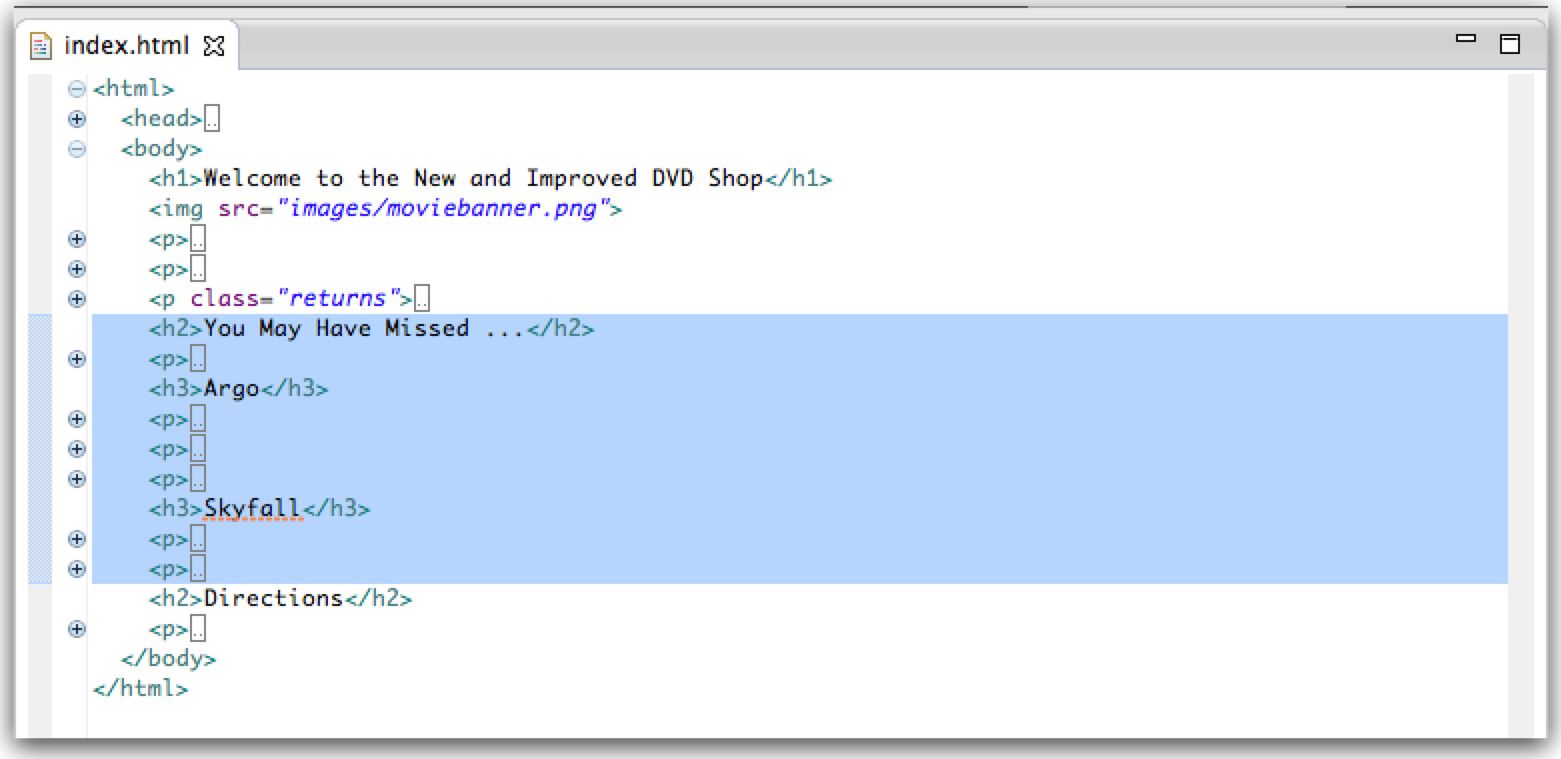 index.html
<html>
<head>..
<body>
<h1>Welcome to the New and Improved DVD Shop</h1>
<img src="images/moviebanner.png">
<p>..
<p>..
<p class="returns">..
<h2>You May Have Missed ...</h2>
<p>..
<h3>Argo</h3>
<p>..
<p>..
<p>..
<h3>Skyfall</h3>
<p>..
<p>..
<h2>Directions</h2>
<p>..
</body>
</html>